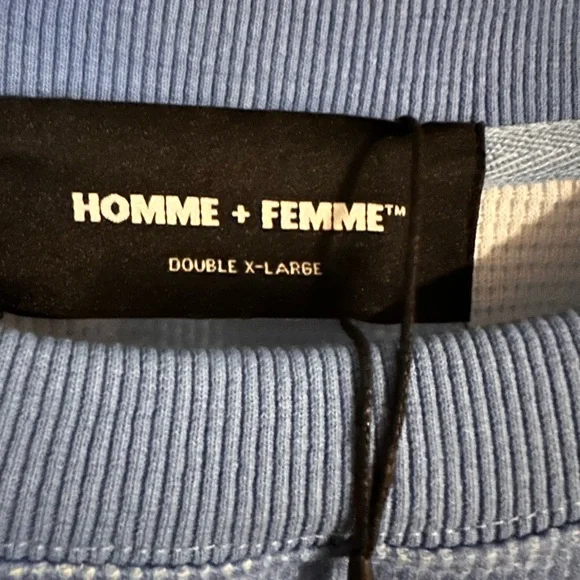 HOMME + FEMME™
DOUBLE X-LARGE